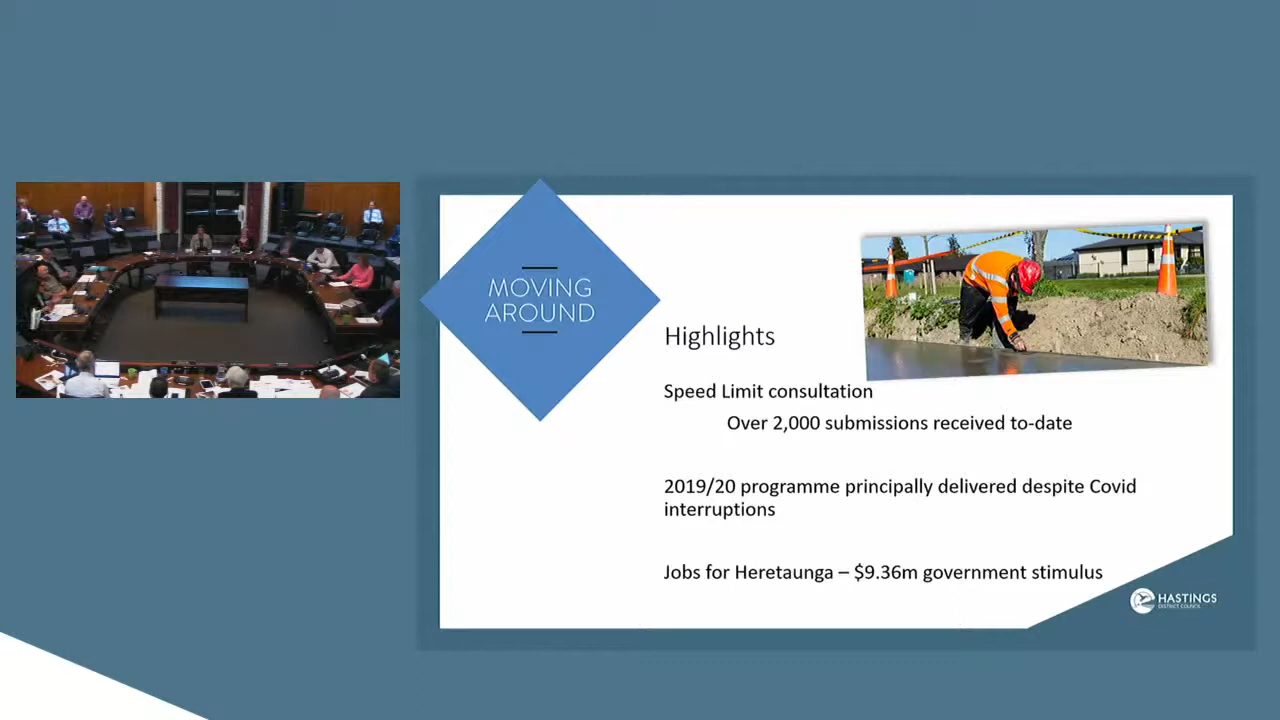 MOVING
AROUND
Highlights
Speed Limit consultation
Over 2,000 submissions received to-date
2019/20 programme principally delivered despite Covid
interruptions
Jobs for Heretaunga – $9.36m government stimulus
HASTINGS
DISTRICT COUNCIL